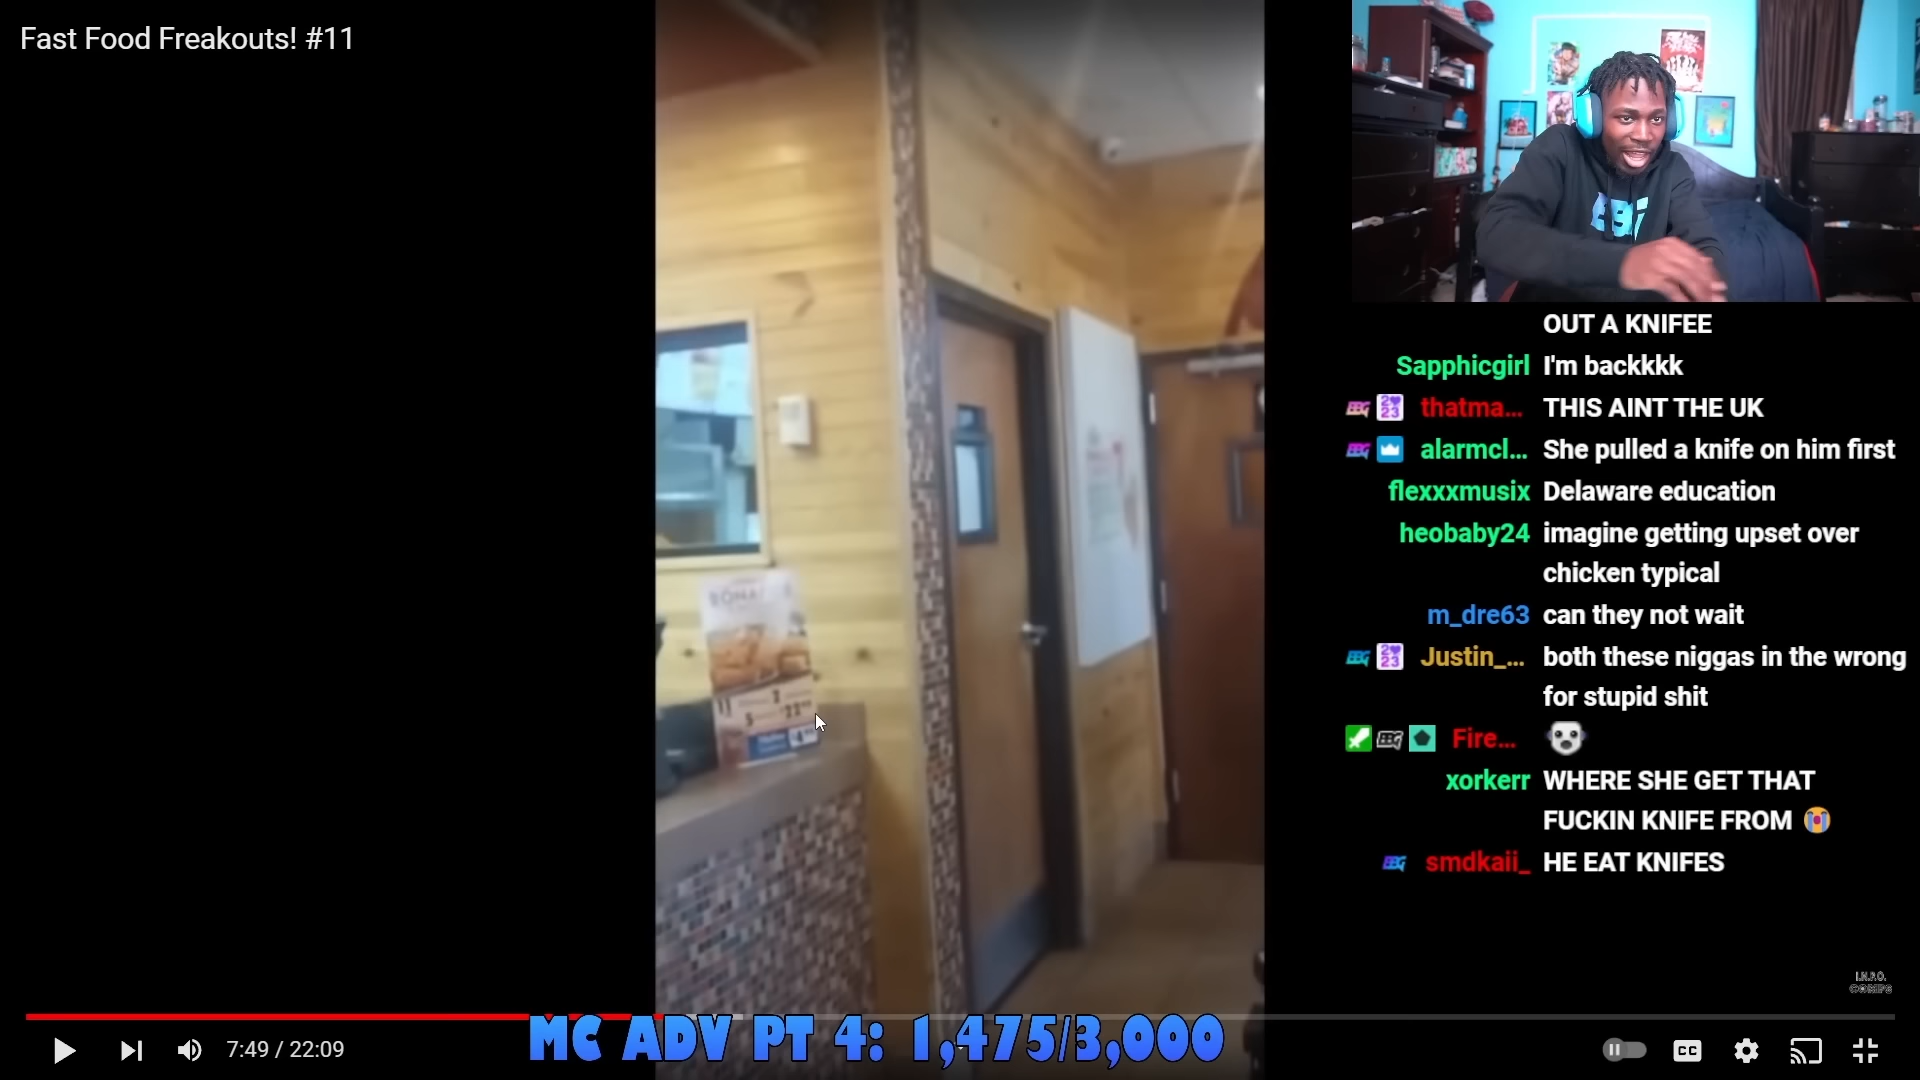 Fast Food Freakouts! #11
OUT A KNIFEE
Sapphicgirl I'm backkkk
thatma... THIS AINT THE UK
alarmcl... She pulled a knife on him first
flexxxmusix Delaware education
heobaby24 imagine getting upset over
chicken typical
m_dre63 can they not wait
Justin_... both these niggas in the wrong
for stupid shit
Fire...
xorkerr WHERE SHE GET THAT
FUCKIN KNIFE FROM 😭
smdkaii_ HE EAT KNIFES
MC ADV PT 4: 1,475/3,000
7:49 / 22:09
CC